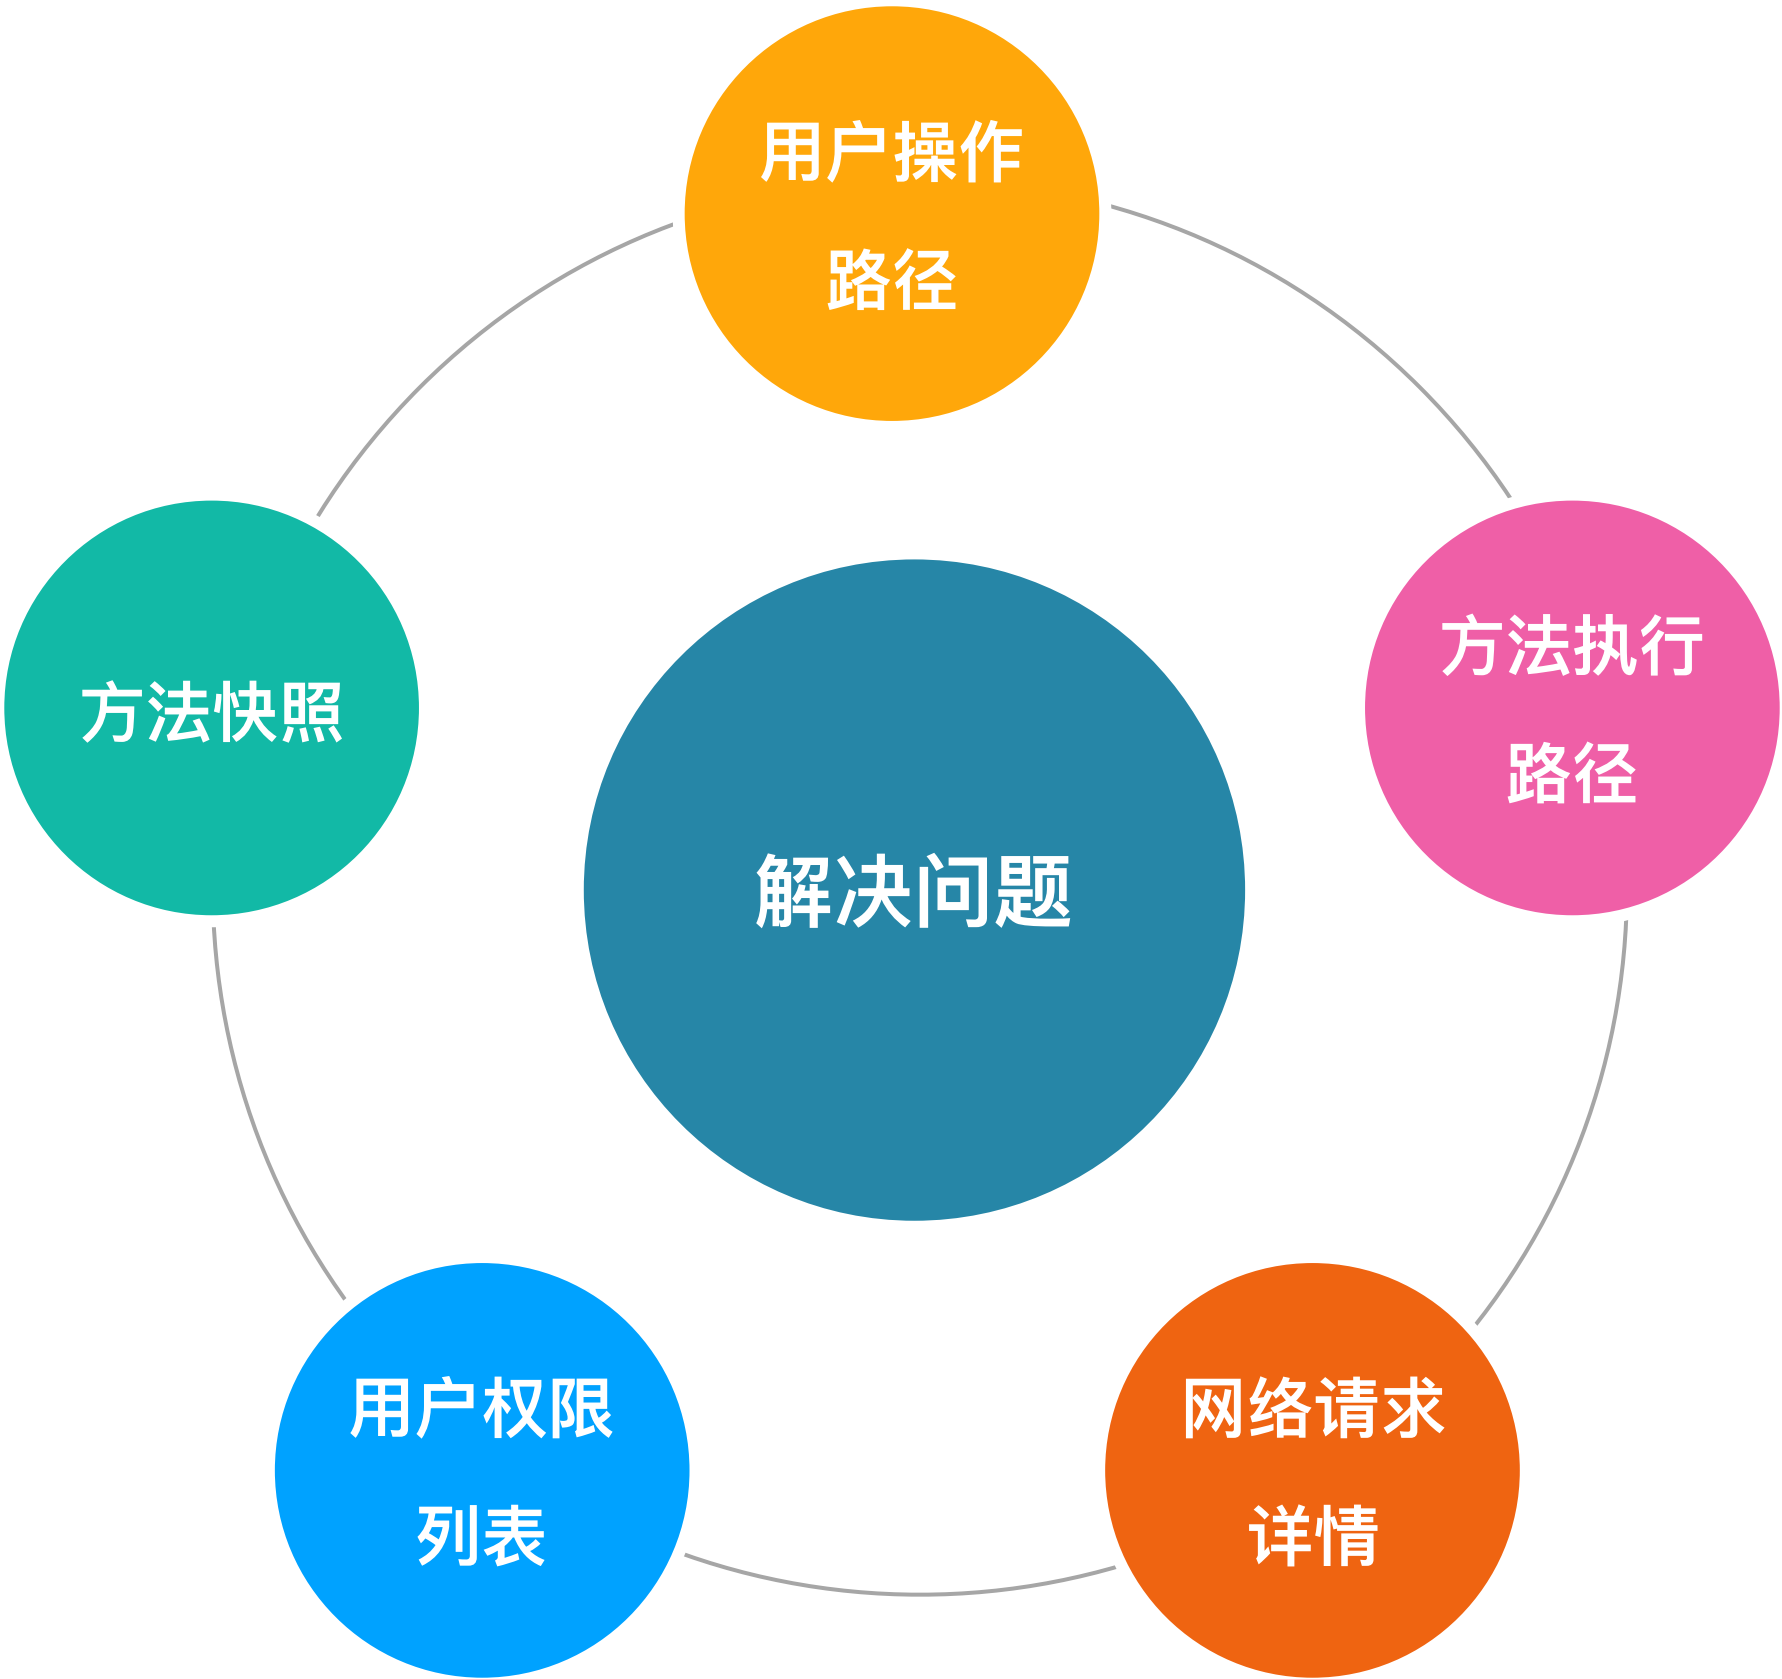 用户操作
路径
方法执行
路径
方法快照
解决问题
用户权限
列表
网络请求
详情